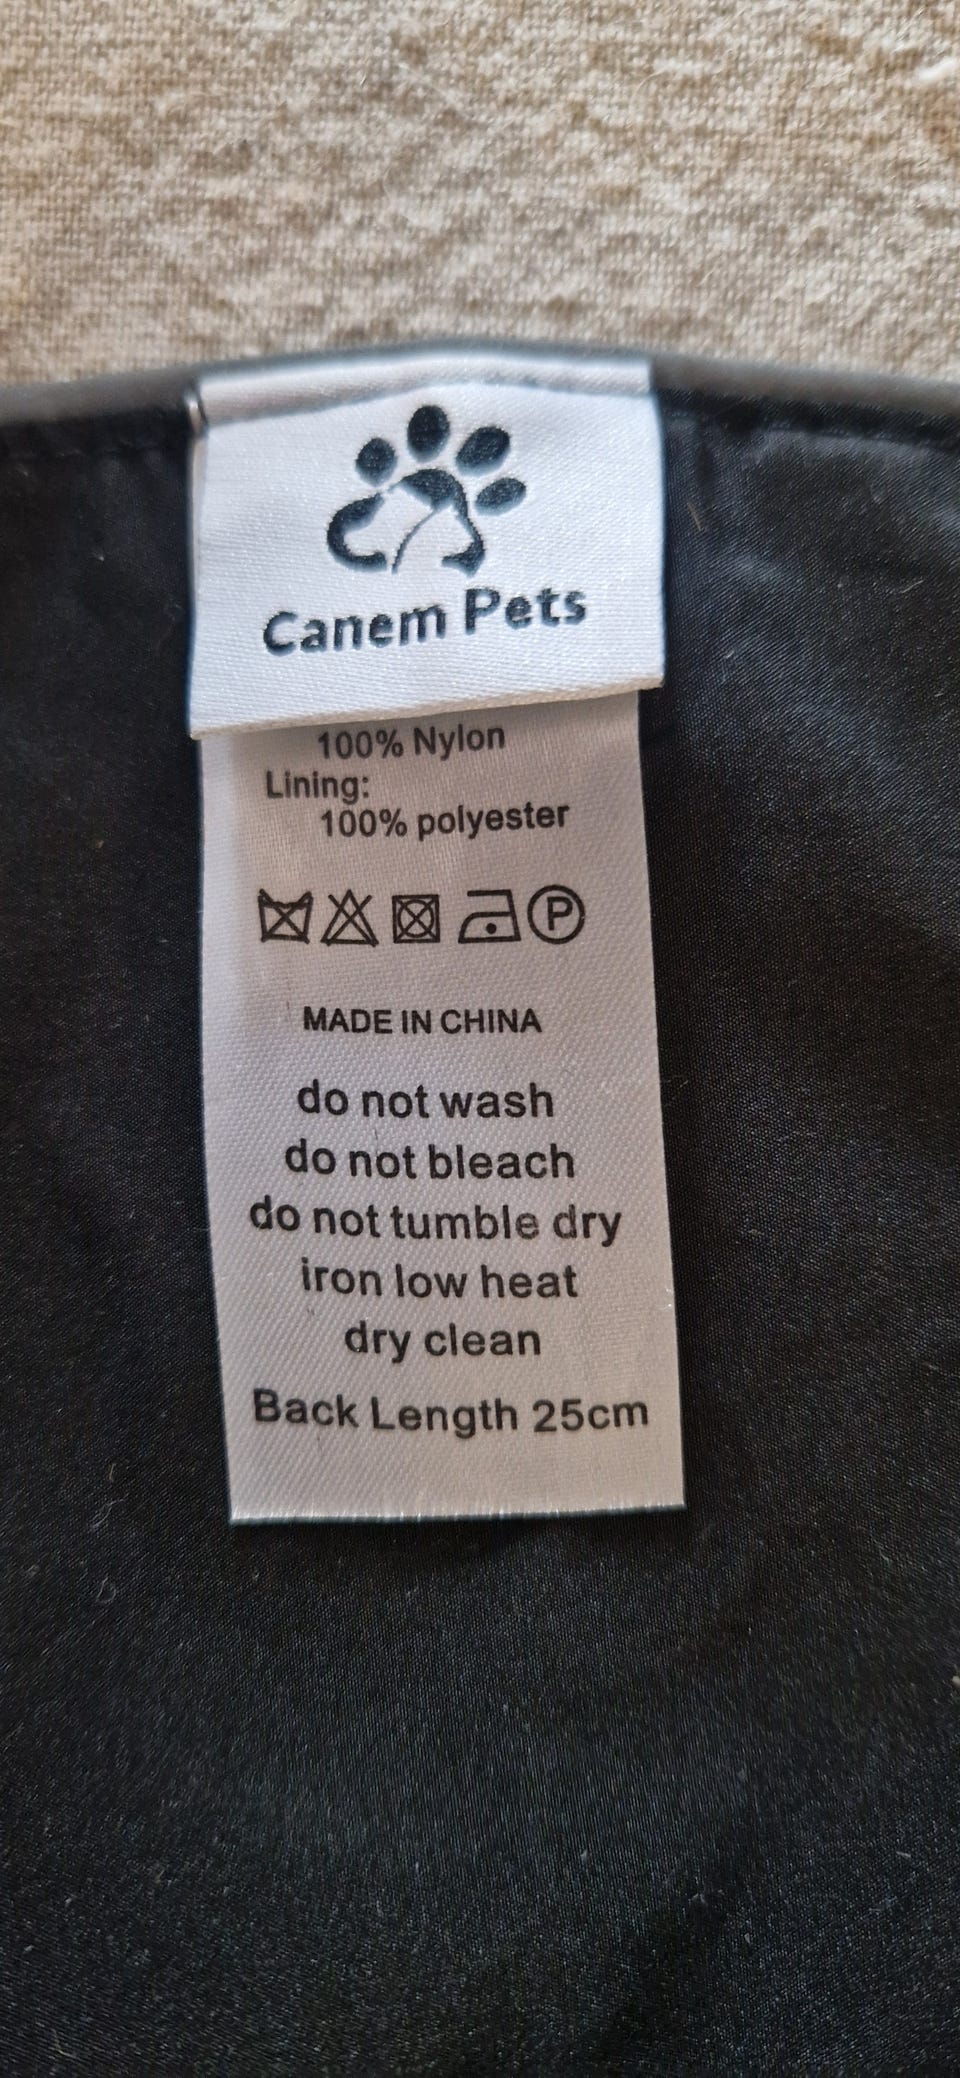 Canem Pets
100% Nylon
Lining:
100% polyester
P
MADE IN CHINA
do not wash
do not bleach
do not tumble dry
iron low heat
dry clean
Back Length 25cm